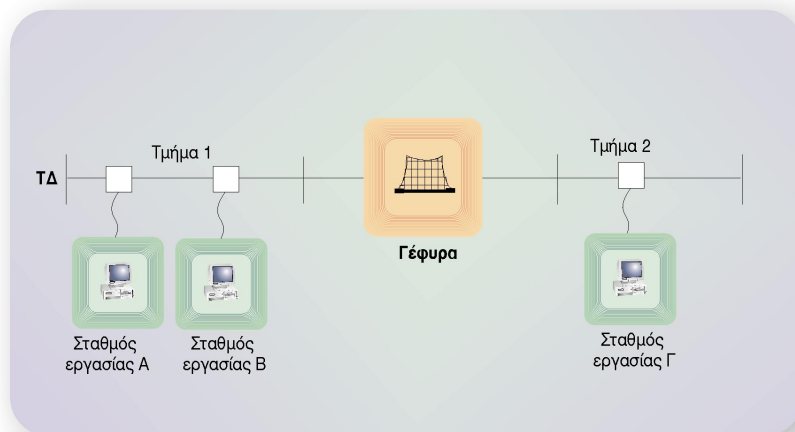 Τμήμα 1
Τμήμα 2
ΤΔ
Γέφυρα
Σταθμός
εργασίας Α
Σταθμός
εργασίας Β
Σταθμός
εργασίας Γ